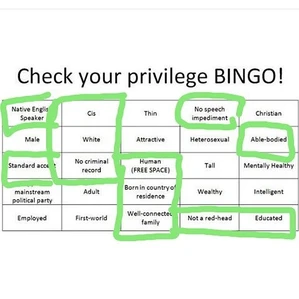 Check your privilege BINGO!
Native English Speaker
Cis
Thin
No speech impediment
Christian
Male
White
Attractive
Heterosexual
Able-bodied
Standard accent
No criminal record
Human (FREE SPACE)
Tall
Mentally Healthy
mainstream political party
Adult
Born in country of residence
Wealthy
Intelligent
Employed
First-world
Well-connected family
Not a red-head
Educated